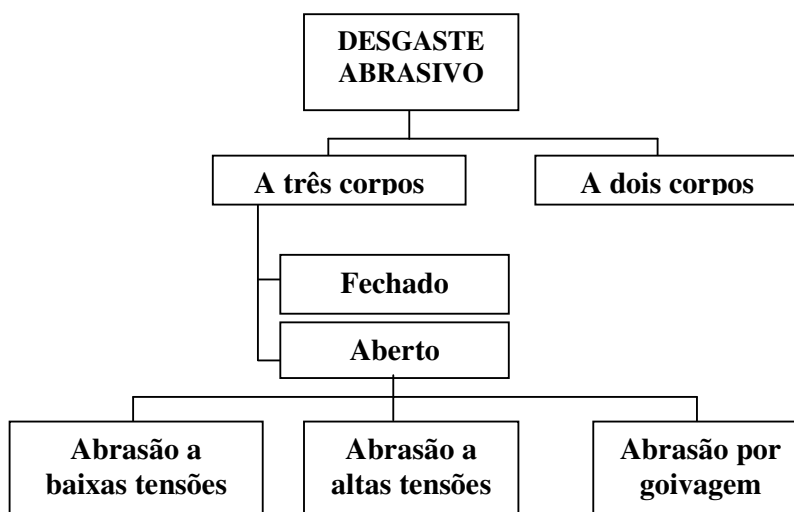 DESGASTE
ABRASIVO
A três corpos
A dois corpos
Fechado
Aberto
Abrasão a
baixas tensões
Abrasão a
altas tensões
Abrasão por
goivagem